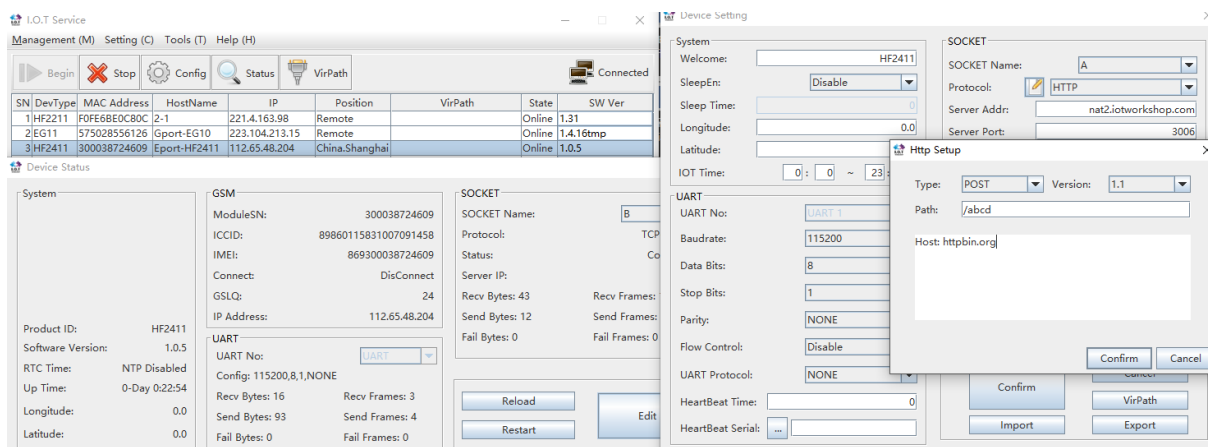 I.O.T Service
Management (M) Setting (C) Tools (T) Help (H)
Begin Stop Config Status VirPath Connected
SN DevType MAC Address HostName IP Position VirPath State SW Ver
1 HF2211 F0FE6BE0C80C 2-1 221.4.163.98 Remote Online 1.31
2 EG11 575028556126 Gport-EG10 223.104.213.15 Remote Online 1.4.16tmp
3 HF2411 300038724609 Eport-HF2411 112.65.48.204 China.Shanghai Online 1.0.5
Device Status
System
Product ID: HF2411
Software Version: 1.0.5
RTC Time: NTP Disabled
Up Time: 0-Day 0:22:54
Longitude: 0.0
Latitude: 0.0
GSM
ModuleSN: 300038724609
ICCID: 89860115831007091458
IMEI: 869300038724609
Connect: DisConnect
GSLQ: 24
IP Address: 112.65.48.204
UART
UART No: UART
Config: 115200,8,1,NONE
Recv Bytes: 16 Recv Frames: 3
Send Bytes: 93 Send Frames: 4
Fail Bytes: 0 Fail Frames: 0
SOCKET
SOCKET Name: B
Protocol: TCP
Status: Co
Server IP:
Recv Bytes: 43 Recv Frames:
Send Bytes: 12 Send Frames:
Fail Bytes: 0 Fail Frames: 0
Reload
Edit
Restart
Device Setting
System
Welcome: HF2411
SleepEn: Disable
Sleep Time: 0
Longitude: 0.0
Latitude:
IOT Time: 0 : 0 ~ 23 :
UART
UART No: UART 1
Baudrate: 115200
Data Bits: 8
Stop Bits: 1
Parity: NONE
Flow Control: Disable
UART Protocol: NONE
HeartBeat Time: 0
HeartBeat Serial: ...
SOCKET
SOCKET Name: A
Protocol: HTTP
Server Addr: nat2.iotworkshop.com
Server Port: 3006
Http Setup
Type: POST Version: 1.1
Path: /abcd
Host: httpbin.org
Confirm Cancel
Confirm Cancel
VirPath
Import Export